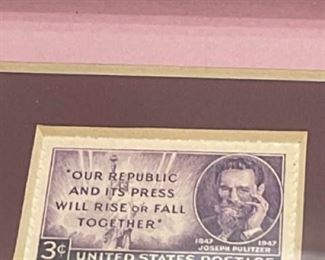 "OUR REPUBLIC
AND ITS PRESS
WILL RISE OR FALL
TOGETHER"
1847 1947
JOSEPH PULITZER
3¢ UNITED STATES POSTAGE